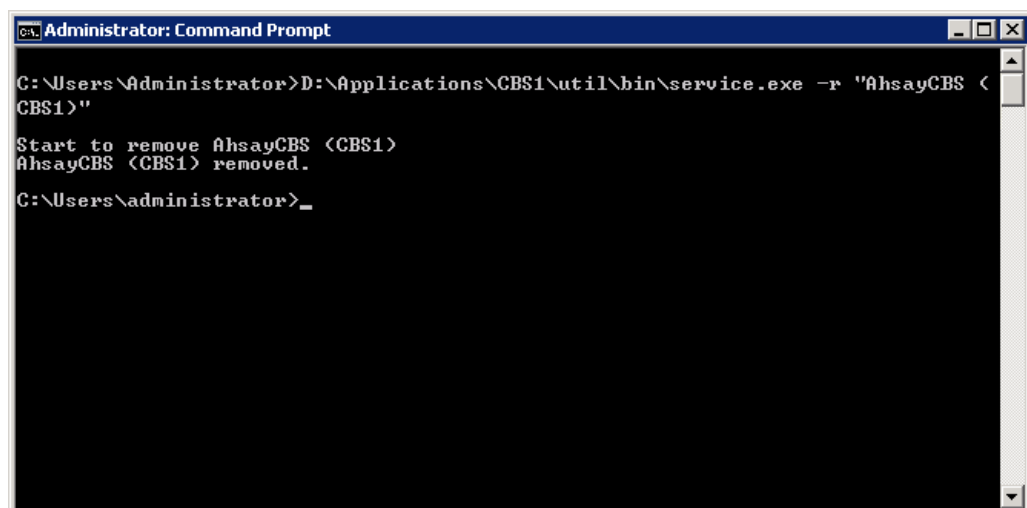 Administrator: Command Prompt
C:\Users\Administrator>D:\Applications\CBS1\util\bin\service.exe -r "AhsayCBS (
CBS1)"
Start to remove AhsayCBS (CBS1)
AhsayCBS (CBS1) removed.
C:\Users\administrator>_